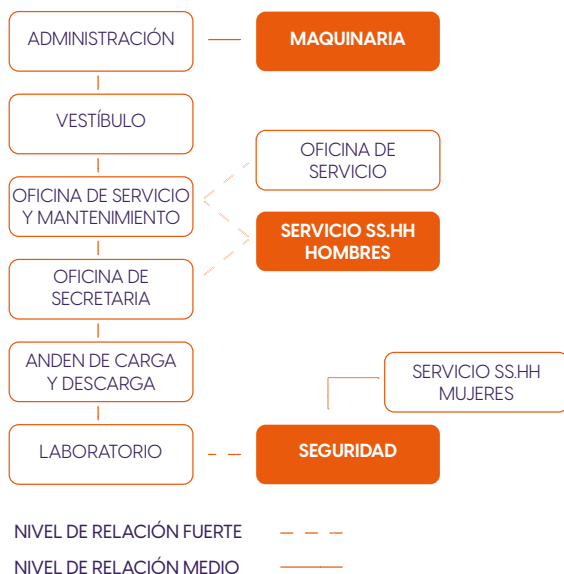 ADMINISTRACIÓN
MAQUINARIA
VESTÍBULO
OFICINA DE
SERVICIO
OFICINA DE SERVICIO
Y MANTENIMIENTO
SERVICIO SS.HH
HOMBRES
OFICINA DE
SECRETARIA
ANDEN DE CARGA
Y DESCARGA
SERVICIO SS.HH
MUJERES
LABORATORIO
SEGURIDAD
NIVEL DE RELACIÓN FUERTE
NIVEL DE RELACIÓN MEDIO